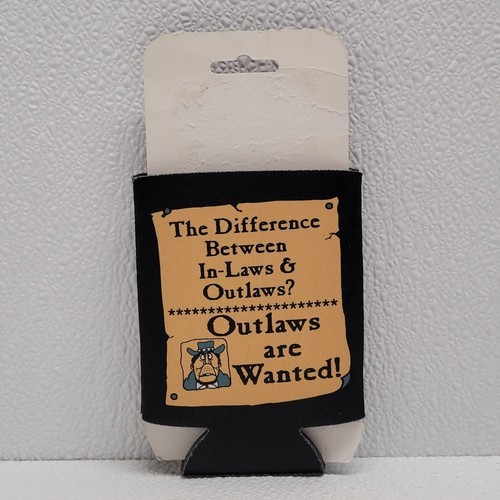 The Difference
Between
In-Laws &
Outlaws?
********************
Outlaws
are
Wanted!